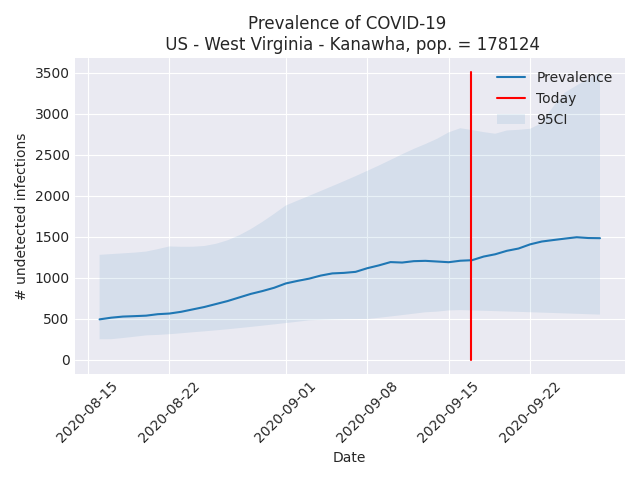 Prevalence of COVID-19
US - West Virginia - Kanawha, pop. = 178124
3500
3000
2500
2000
1500
1000
500
0
# undetected infections
Prevalence
Today
95CI
2020-08-15
2020-08-22
2020-09-01
2020-09-08
2020-09-15
2020-09-22
Date